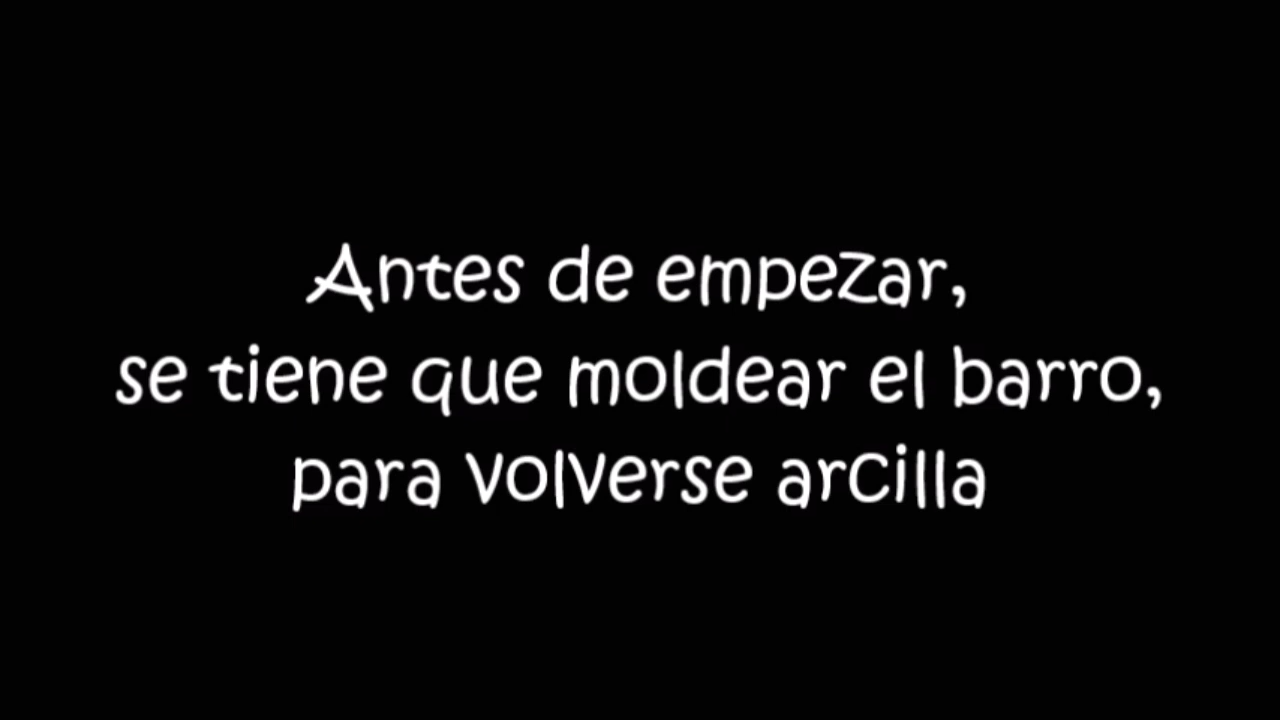 Antes de empezar,
se tiene que moldear el barro,
para volverse arcilla